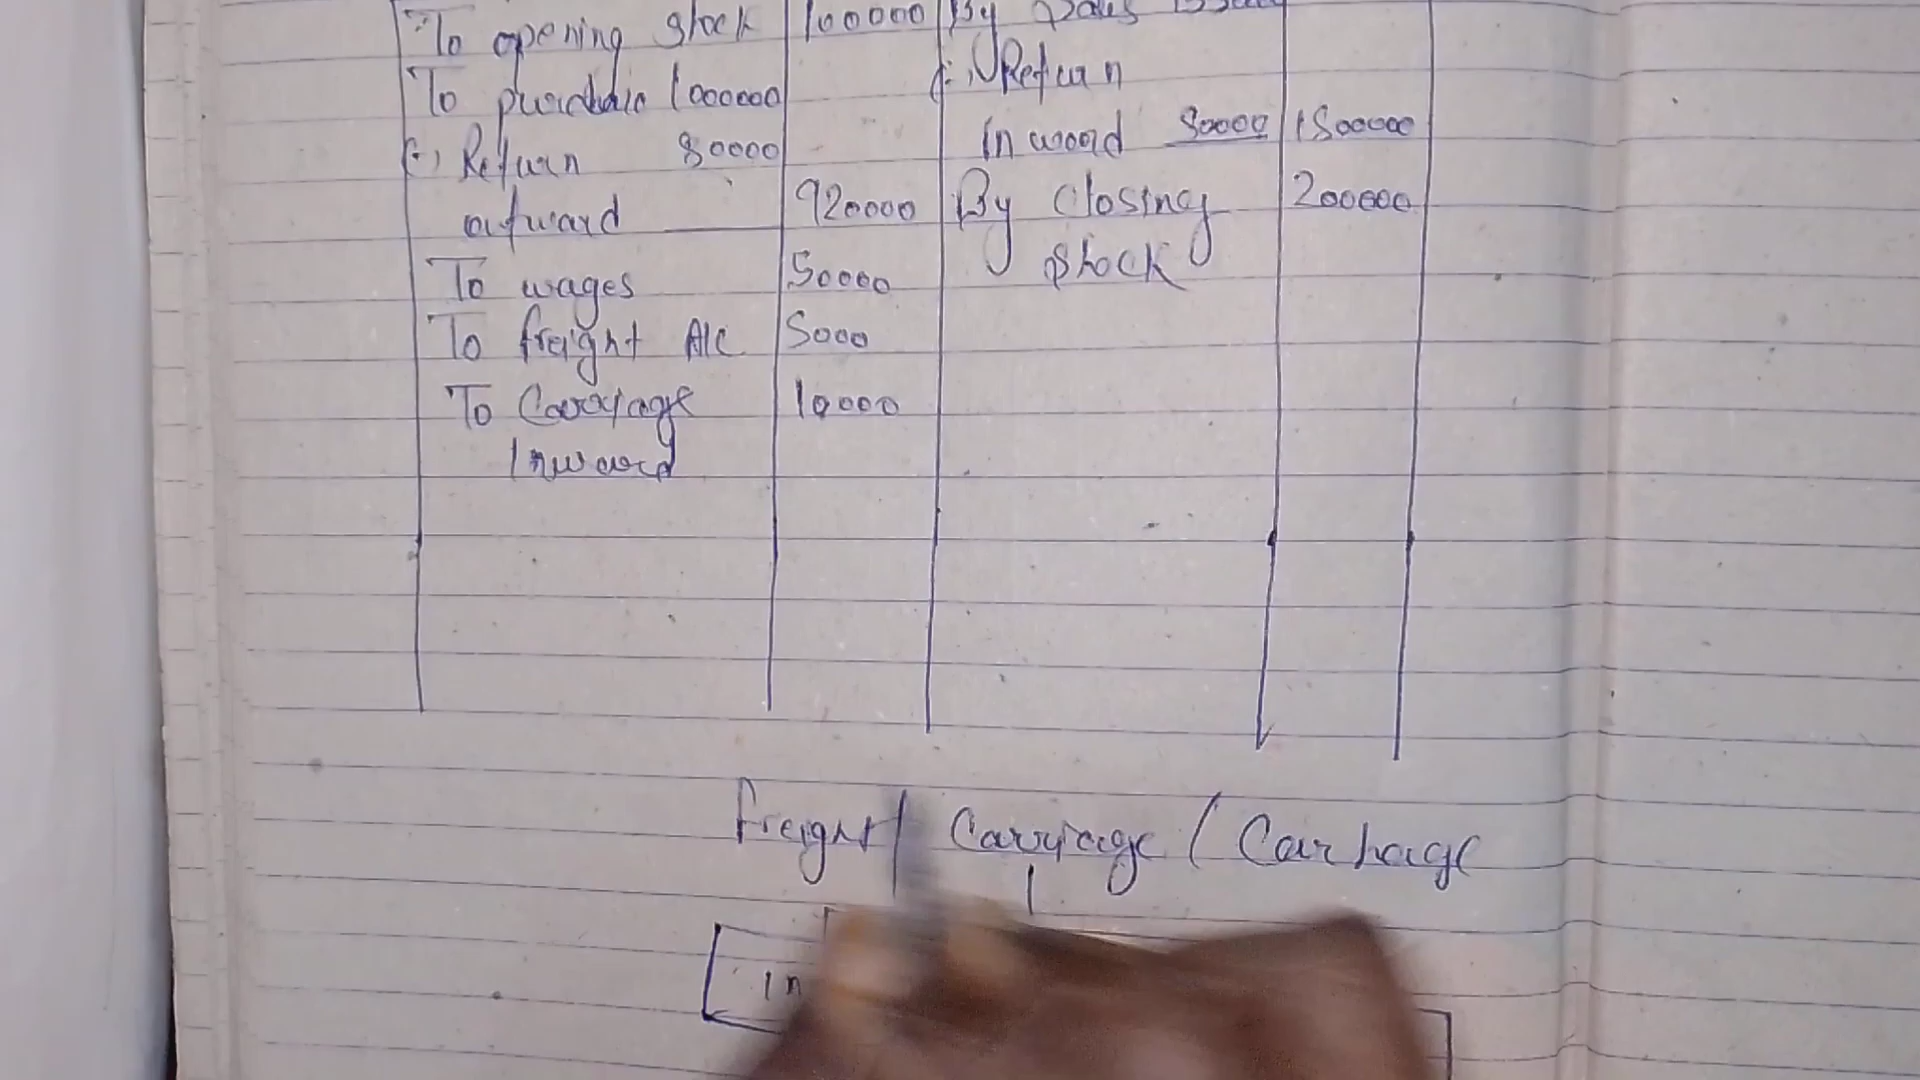 To opening stock 100000 By Sales
To purchase 1000000 (-) Return
inward 50000 1500000
(-) Return 80000
outward 920000 By Closing 200000
stock
To wages 50000
To freight A/c 5000
To Carriage 10000
Inward
freight / Carriage / Carhage
in